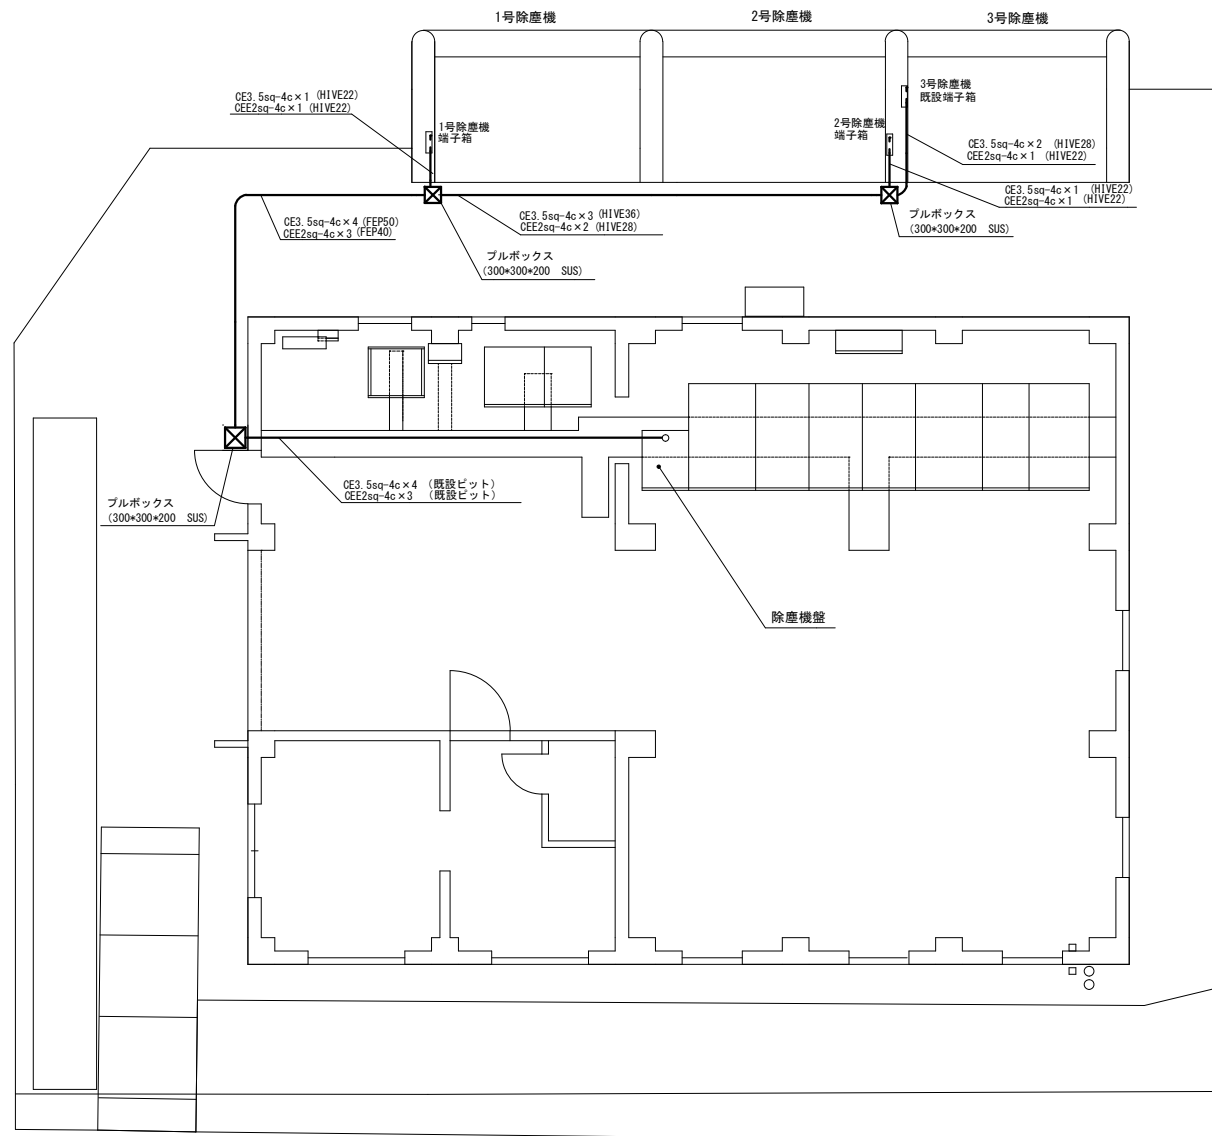 1号除塵機
2号除塵機
3号除塵機
CE3.5sq-4c×1 (HIVE22)
CEE2sq-4c×1 (HIVE22)
1号除塵機
端子箱
2号除塵機
端子箱
3号除塵機
既設端子箱
CE3.5sq-4c×2 (HIVE28)
CEE2sq-4c×1 (HIVE22)
CE3.5sq-4c×1 (HIVE22)
CEE2sq-4c×1 (HIVE22)
CE3.5sq-4c×4 (FEP50)
CEE2sq-4c×3 (FEP40)
CE3.5sq-4c×3 (HIVE36)
CEE2sq-4c×2 (HIVE28)
プルボックス
(300*300*200 SUS)
プルボックス
(300*300*200 SUS)
CE3.5sq-4c×4 (既設ピット)
CEE2sq-4c×3 (既設ピット)
プルボックス
(300*300*200 SUS)
除塵機盤